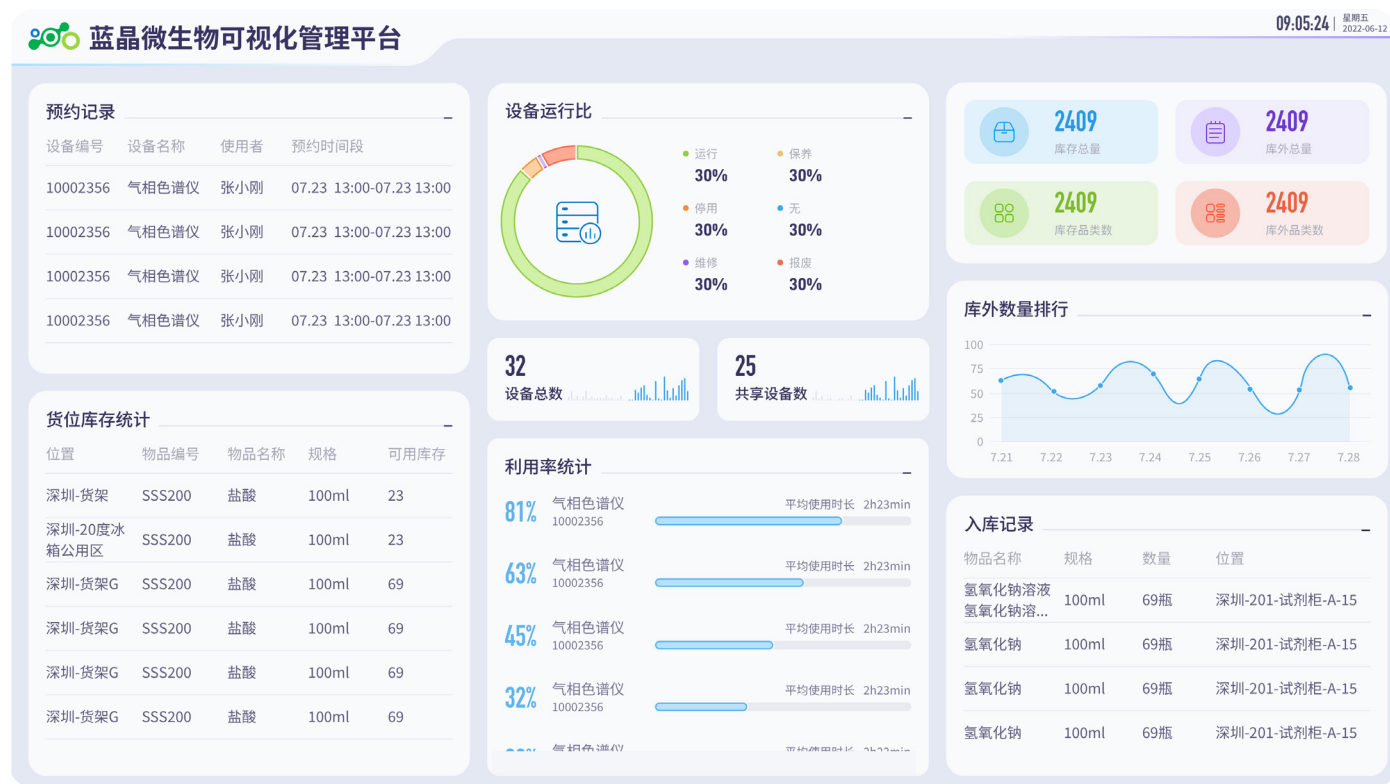 蓝晶微生物可视化管理平台
09:05:24
星期五
2022-06-12
预约记录
设备编号 设备名称 使用者 预约时间段
10002356 气相色谱仪 张小刚 07.23 13:00-07.23 13:00
10002356 气相色谱仪 张小刚 07.23 13:00-07.23 13:00
10002356 气相色谱仪 张小刚 07.23 13:00-07.23 13:00
10002356 气相色谱仪 张小刚 07.23 13:00-07.23 13:00
货位库存统计
位置 物品编号 物品名称 规格 可用库存
深圳-货架 SSS200 盐酸 100ml 23
深圳-20度冰
箱公用区 SSS200 盐酸 100ml 23
深圳-货架G SSS200 盐酸 100ml 69
深圳-货架G SSS200 盐酸 100ml 69
深圳-货架G SSS200 盐酸 100ml 69
深圳-货架G SSS200 盐酸 100ml 69
设备运行比
运行 保养
30% 30%
停用 无
30% 30%
维修 报废
30% 30%
32
设备总数
25
共享设备数
利用率统计
81% 气相色谱仪 平均使用时长 2h23min
10002356
63% 气相色谱仪 平均使用时长 2h23min
10002356
45% 气相色谱仪 平均使用时长 2h23min
10002356
32% 气相色谱仪 平均使用时长 2h23min
10002356
气相色谱仪 平均使用时长 2h23min
2409
库存总量
2409
库外总量
2409
库存品类数
2409
库外品类数
库外数量排行
100
75
50
25
0
7.21 7.22 7.23 7.24 7.25 7.26 7.27 7.28
入库记录
物品名称 规格 数量 位置
氢氧化钠溶液
氢氧化钠溶... 100ml 69瓶 深圳-201-试剂柜-A-15
氢氧化钠 100ml 69瓶 深圳-201-试剂柜-A-15
氢氧化钠 100ml 69瓶 深圳-201-试剂柜-A-15
氢氧化钠 100ml 69瓶 深圳-201-试剂柜-A-15